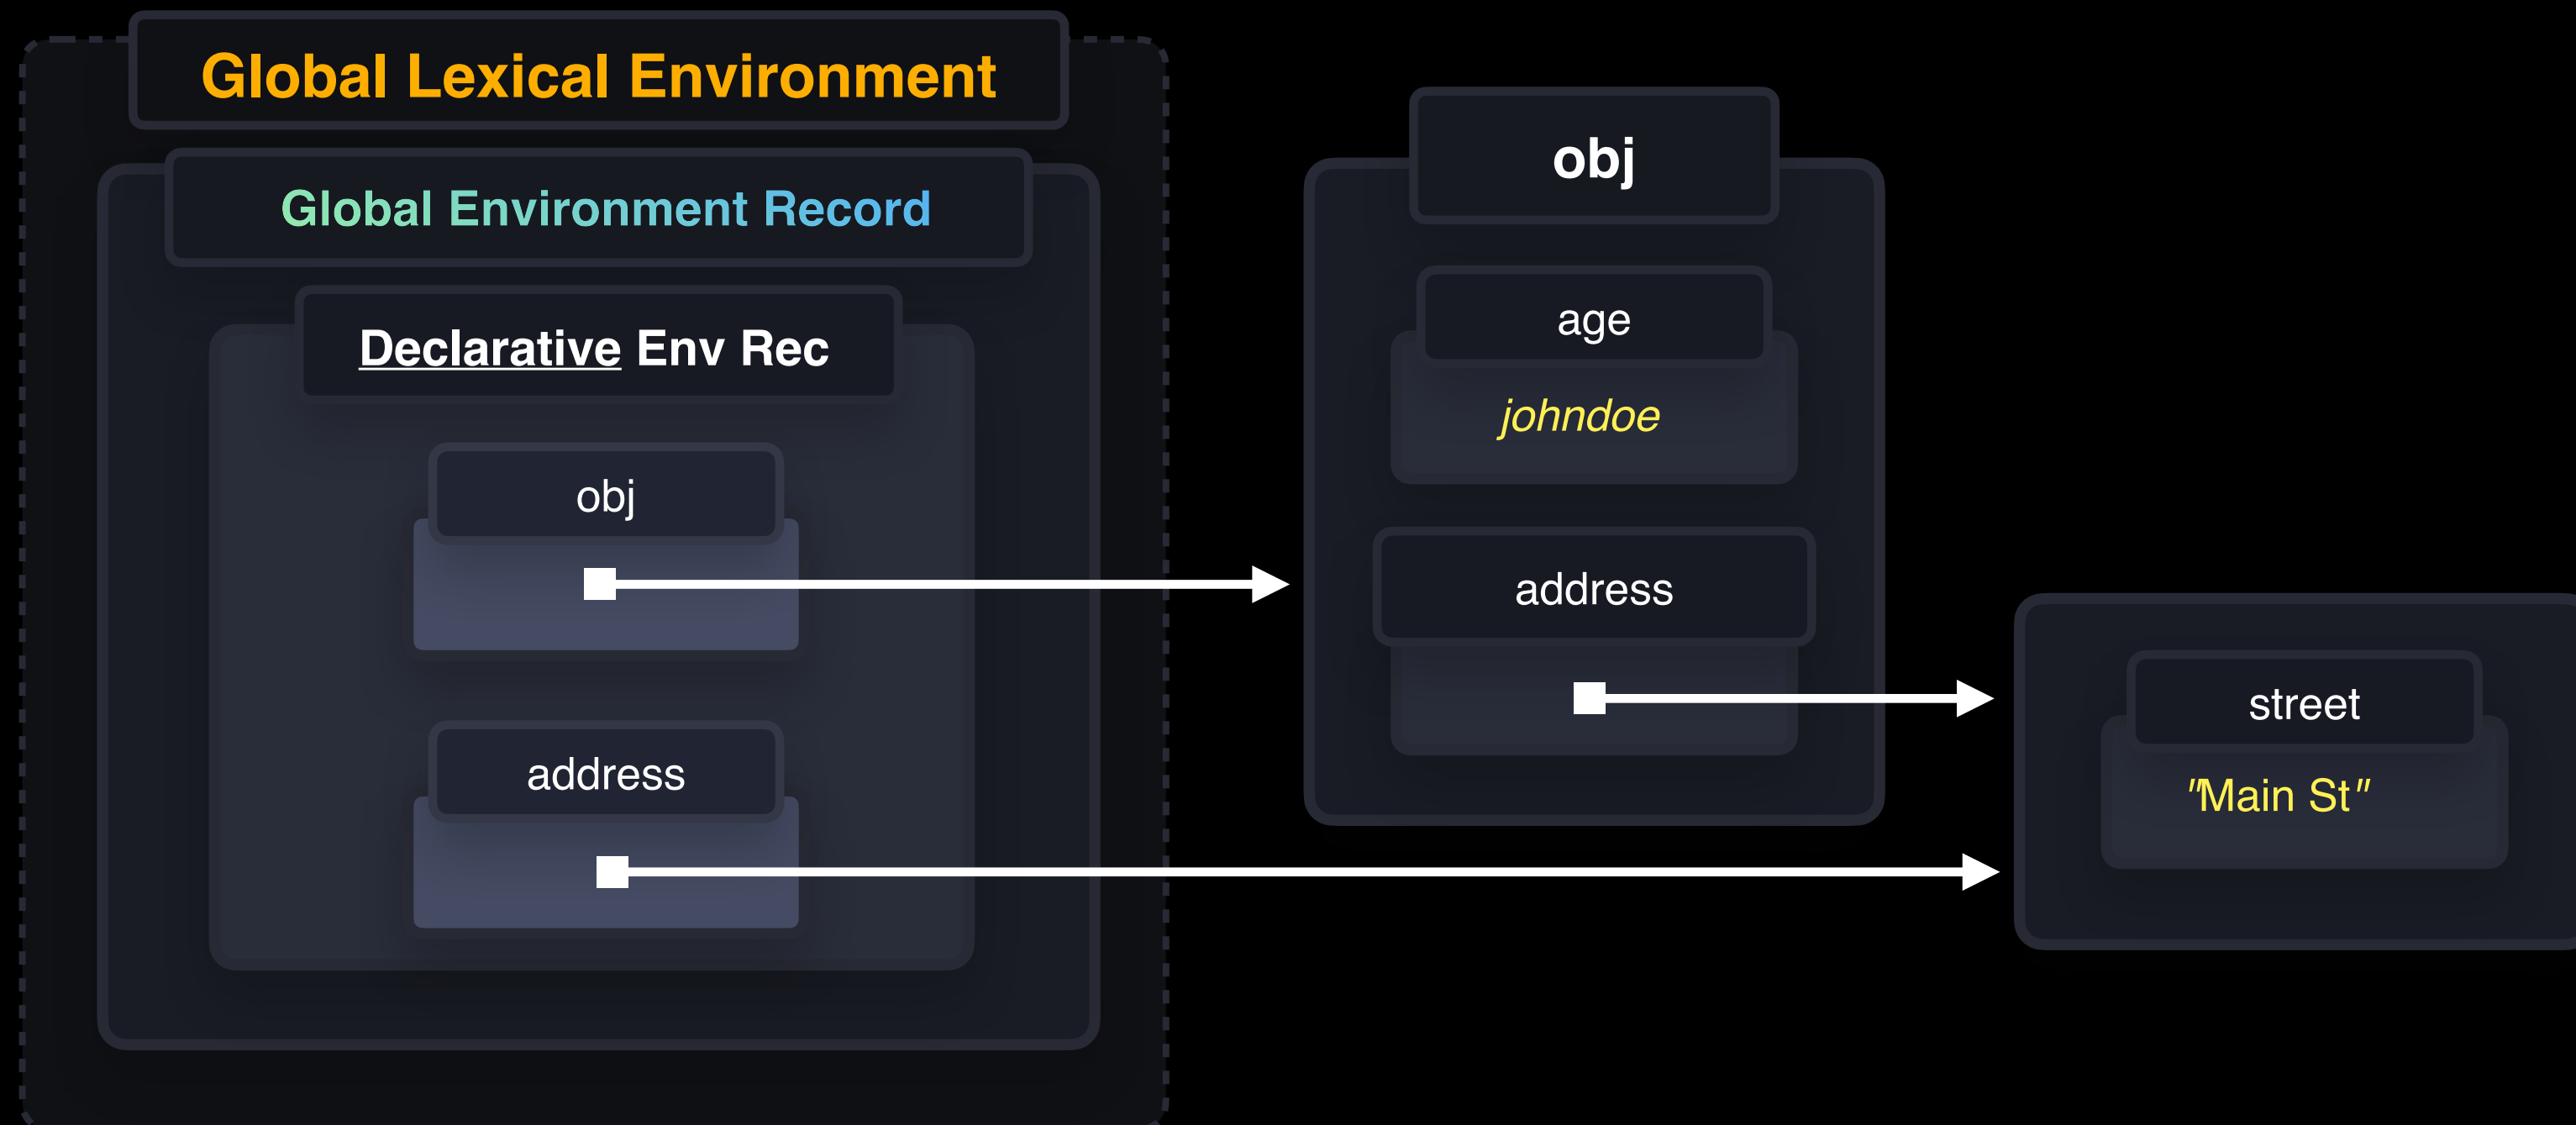 Global Lexical Environment
Global Environment Record
Declarative Env Rec
obj
address
obj
age
johndoe
address
street
"Main St"